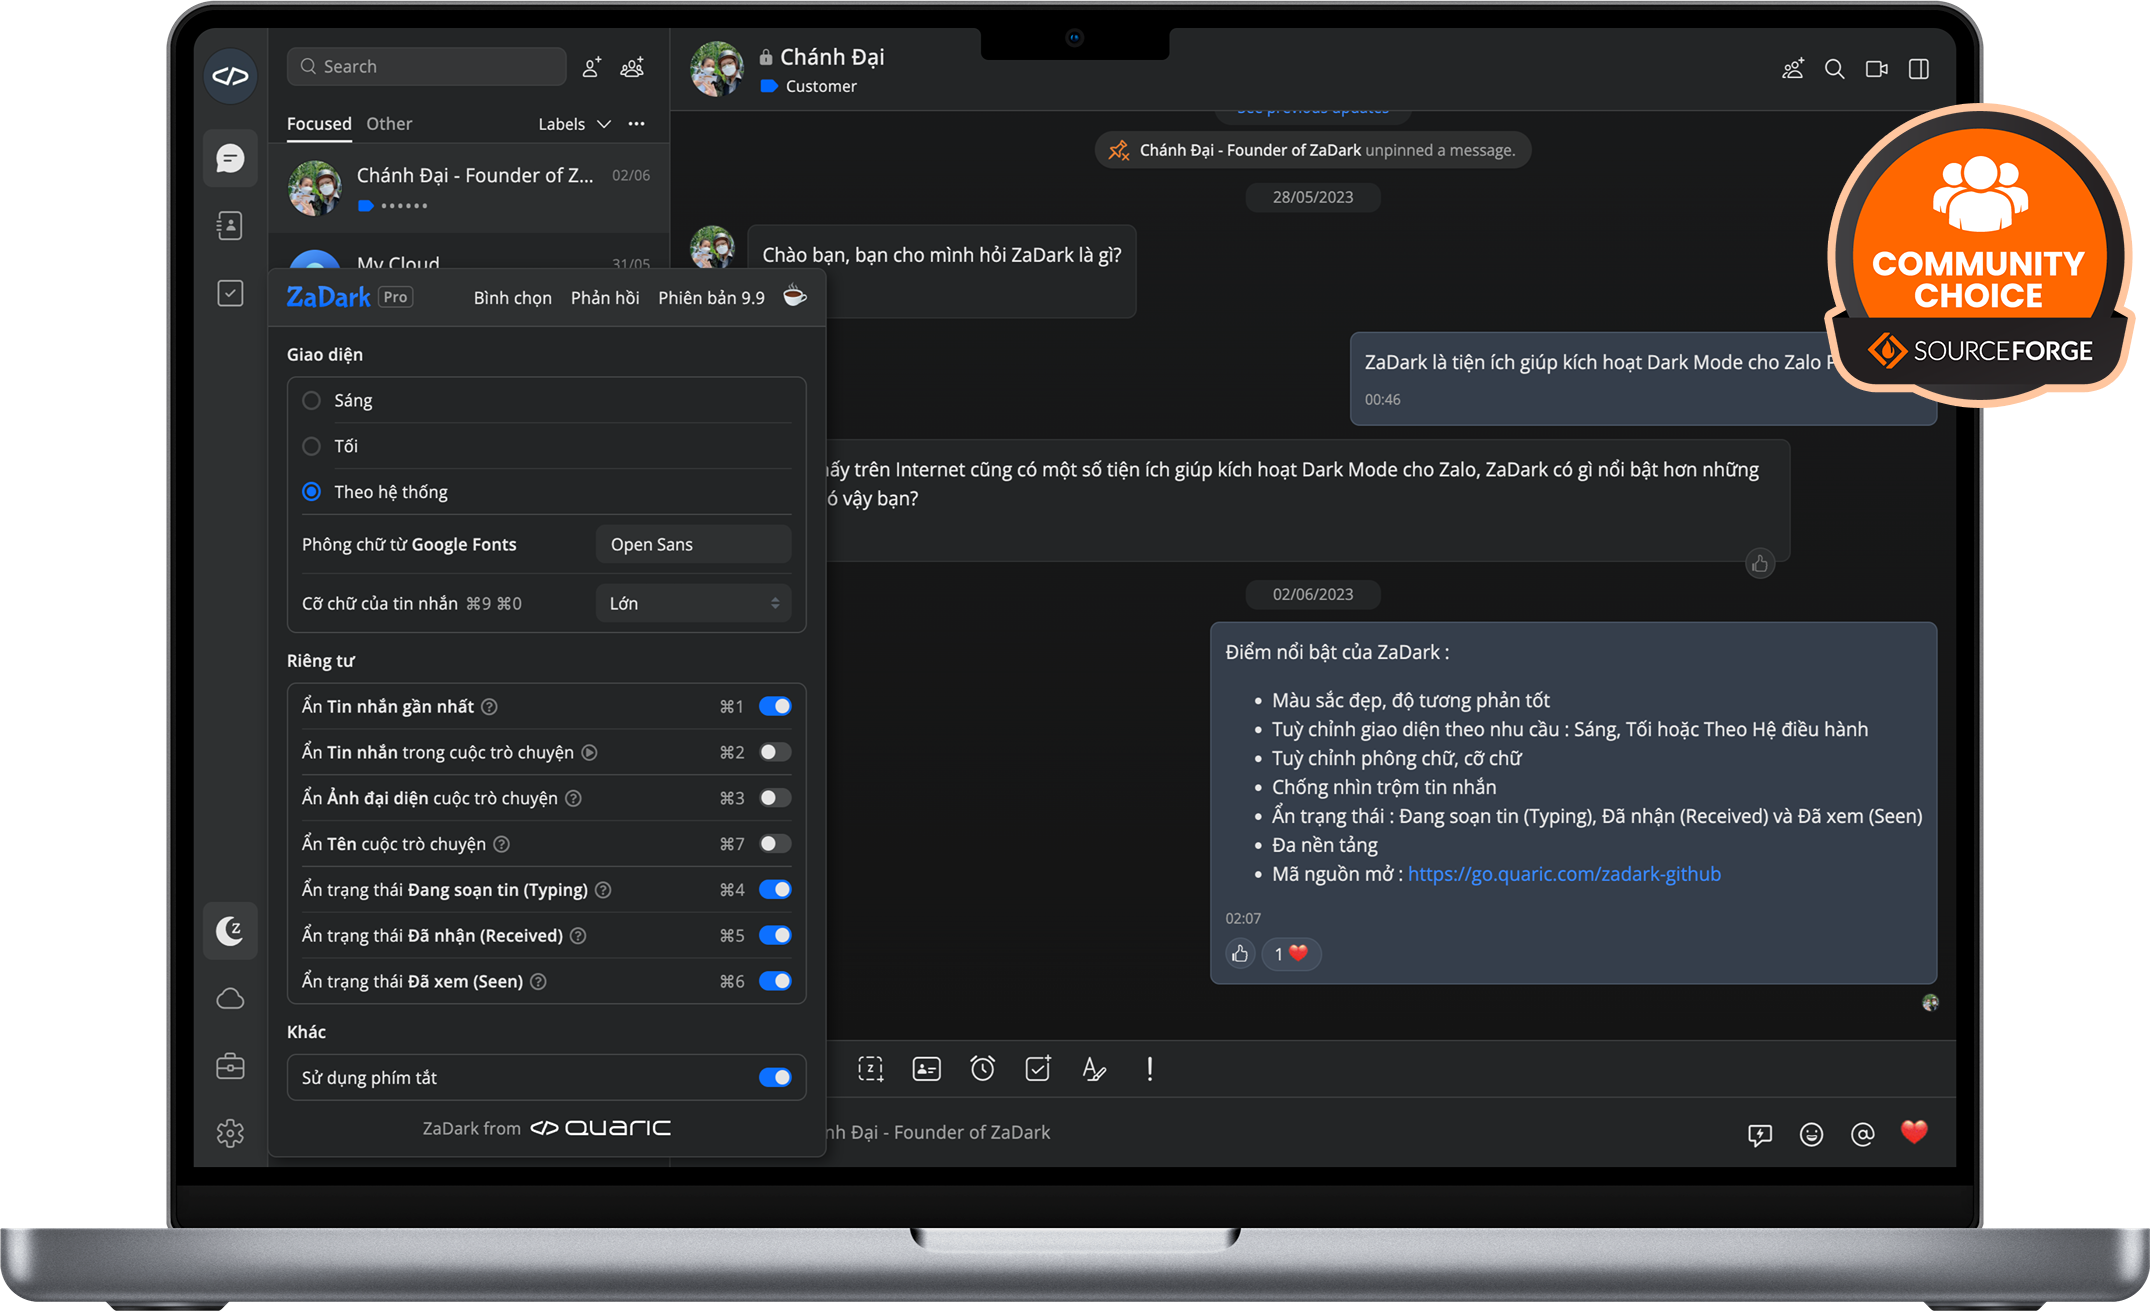 Search
Focused Other Labels
Chánh Đại - Founder of Z... 02/06
My Cloud 31/05
ZaDark Pro Bình chọn Phản hồi Phiên bản 9.9
Giao diện
Sáng
Tối
Theo hệ thống
Phông chữ từ Google Fonts Open Sans
Cỡ chữ của tin nhắn ⌘9 ⌘0 Lớn
Riêng tư
Ẩn Tin nhắn gần nhất ⌘1
Ẩn Tin nhắn trong cuộc trò chuyện ⌘2
Ẩn Ảnh đại diện cuộc trò chuyện ⌘3
Ẩn Tên cuộc trò chuyện ⌘7
Ẩn trạng thái Đang soạn tin (Typing) ⌘4
Ẩn trạng thái Đã nhận (Received) ⌘5
Ẩn trạng thái Đã xem (Seen) ⌘6
Khác
Sử dụng phím tắt
ZaDark from QUARIC
Chánh Đại
Customer
See previous updates
Chánh Đại - Founder of ZaDark unpinned a message.
28/05/2023
Chào bạn, bạn cho mình hỏi ZaDark là gì?
ZaDark là tiện ích giúp kích hoạt Dark Mode cho Zalo
00:46
trên Internet cũng có một số tiện ích giúp kích hoạt Dark Mode cho Zalo, ZaDark có gì nổi bật hơn những
vậy bạn?
02/06/2023
Điểm nổi bật của ZaDark :
• Màu sắc đẹp, độ tương phản tốt
• Tuỳ chỉnh giao diện theo nhu cầu : Sáng, Tối hoặc Theo Hệ điều hành
• Tuỳ chỉnh phông chữ, cỡ chữ
• Chống nhìn trộm tin nhắn
• Ẩn trạng thái : Đang soạn tin (Typing), Đã nhận (Received) và Đã xem (Seen)
• Đa nền tảng
• Mã nguồn mở : https://go.quaric.com/zadark-github
02:07
1
Đại - Founder of ZaDark
COMMUNITY
CHOICE
SOURCEFORGE